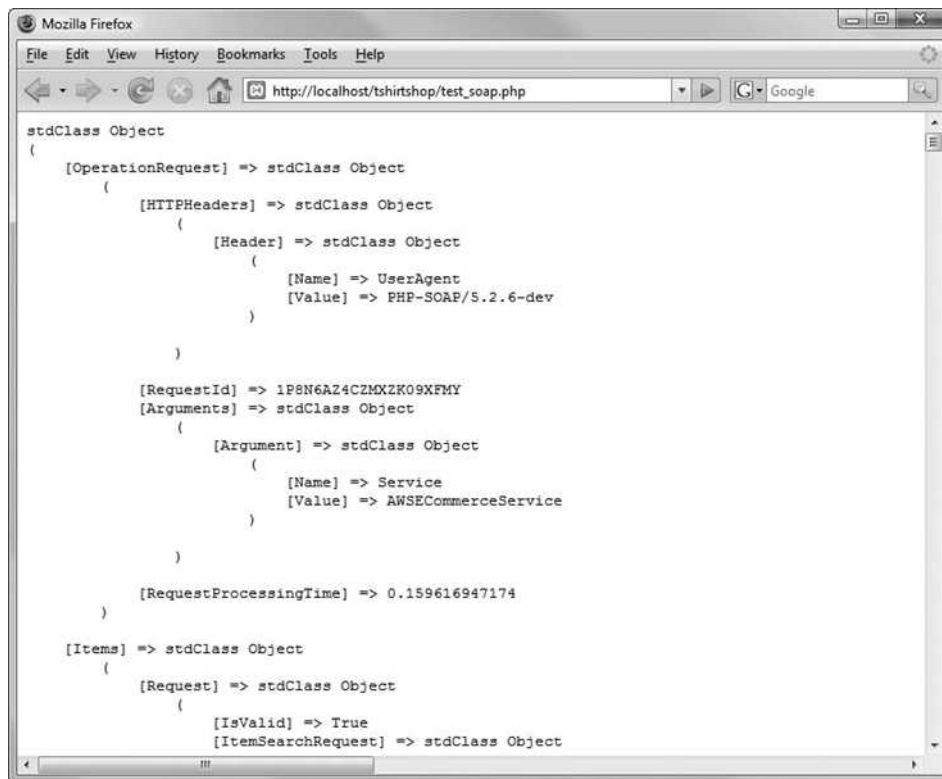 Mozilla Firefox
File Edit View History Bookmarks Tools Help
http://localhost/tshirtshop/test_soap.php
G Google
stdClass Object
(
[OperationRequest] => stdClass Object
(
[HTTPHeaders] => stdClass Object
(
[Header] => stdClass Object
(
[Name] => UserAgent
[Value] => PHP-SOAP/5.2.6-dev
)
)
[RequestId] => 1P8N6AZ4CZMXZK09XFMY
[Arguments] => stdClass Object
(
[Argument] => stdClass Object
(
[Name] => Service
[Value] => AWSECommerceService
)
)
[RequestProcessingTime] => 0.159616947174
)
[Items] => stdClass Object
(
[Request] => stdClass Object
(
[IsValid] => True
[ItemSearchRequest] => stdClass Object